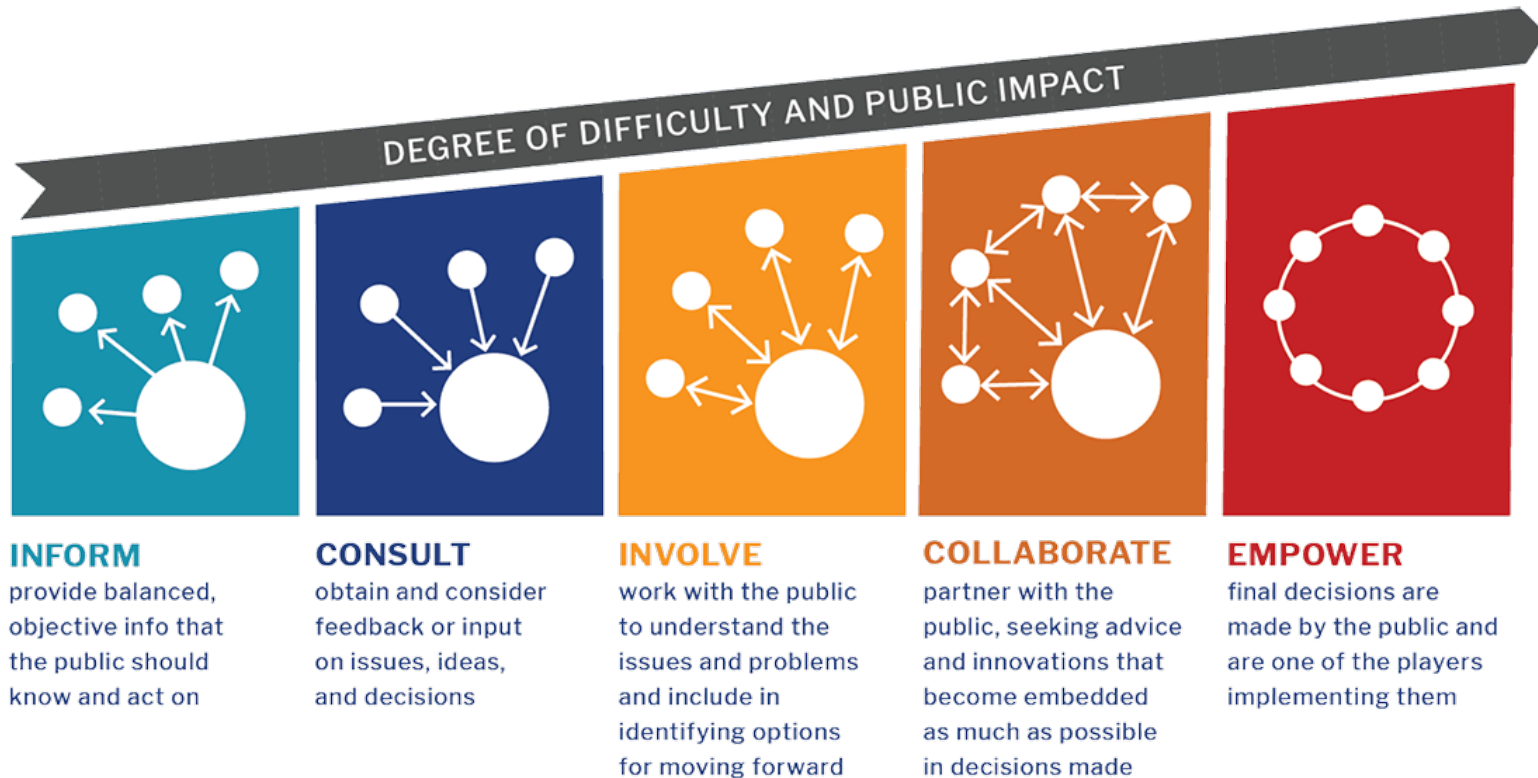 DEGREE OF DIFFICULTY AND PUBLIC IMPACT
INFORM
provide balanced,
objective info that
the public should
know and act on
CONSULT
obtain and consider
feedback or input
on issues, ideas,
and decisions
INVOLVE
work with the public
to understand the
issues and problems
and include in
identifying options
for moving forward
COLLABORATE
partner with the
public, seeking advice
and innovations that
become embedded
as much as possible
in decisions made
EMPOWER
final decisions are
made by the public and
are one of the players
implementing them